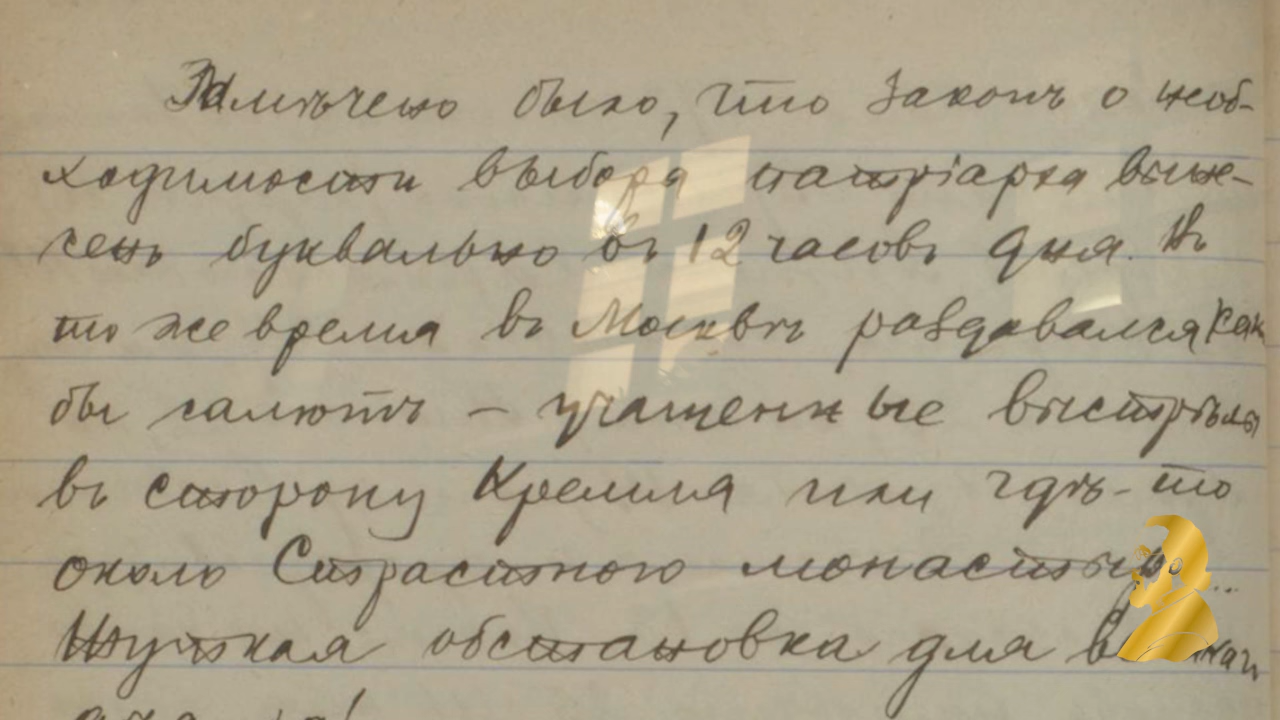 Замѣчено было, что законъ о необ-
ходимости выбора патріарха выне-
сенъ буквально въ 12 часовъ дня. Въ
то же время въ Москвѣ раздавался как
бы салютъ – учащенные выстрѣлы
въ сторону Кремля или гдѣ-то
около Страстного
Жуткая обстановка для